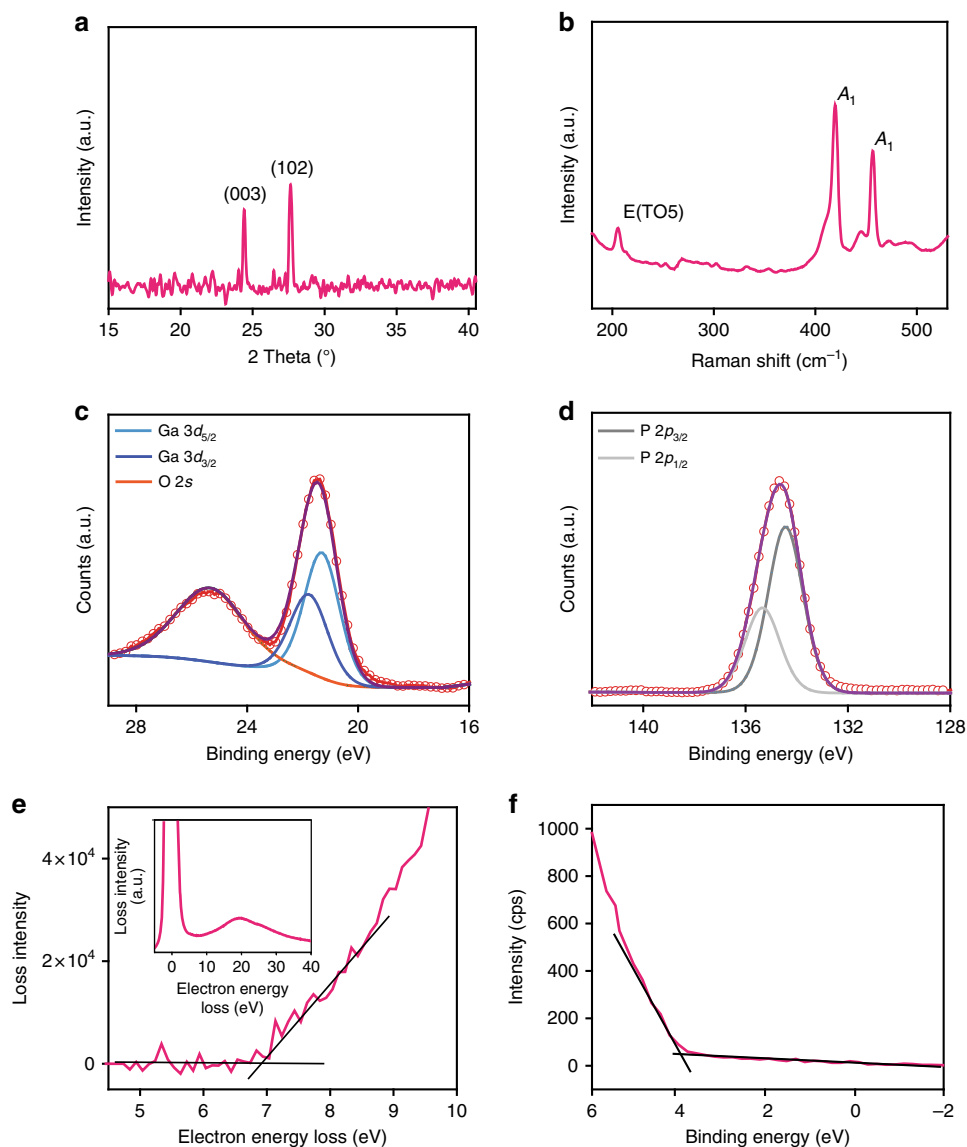 a
Intensity (a.u.)
(003)
(102)
15 20 25 30 35 40
2 Theta (°)
b
Intensity (a.u.)
E(TO5)
A₁
A₁
200 300 400 500
Raman shift (cm⁻¹)
c
Counts (a.u.)
Ga 3d₅/₂
Ga 3d₃/₂
O 2s
28 24 20 16
Binding energy (eV)
d
Counts (a.u.)
P 2p₃/₂
P 2p₁/₂
140 136 132 128
Binding energy (eV)
e
Loss intensity
4×10⁴
2×10⁴
0
Loss intensity
(a.u.)
0 20 40
Electron energy
loss (eV)
5 6 7 8 9 10
Electron energy loss (eV)
f
Intensity (cps)
1000
800
600
400
200
0
6 4 2 0 −2
Binding energy (eV)